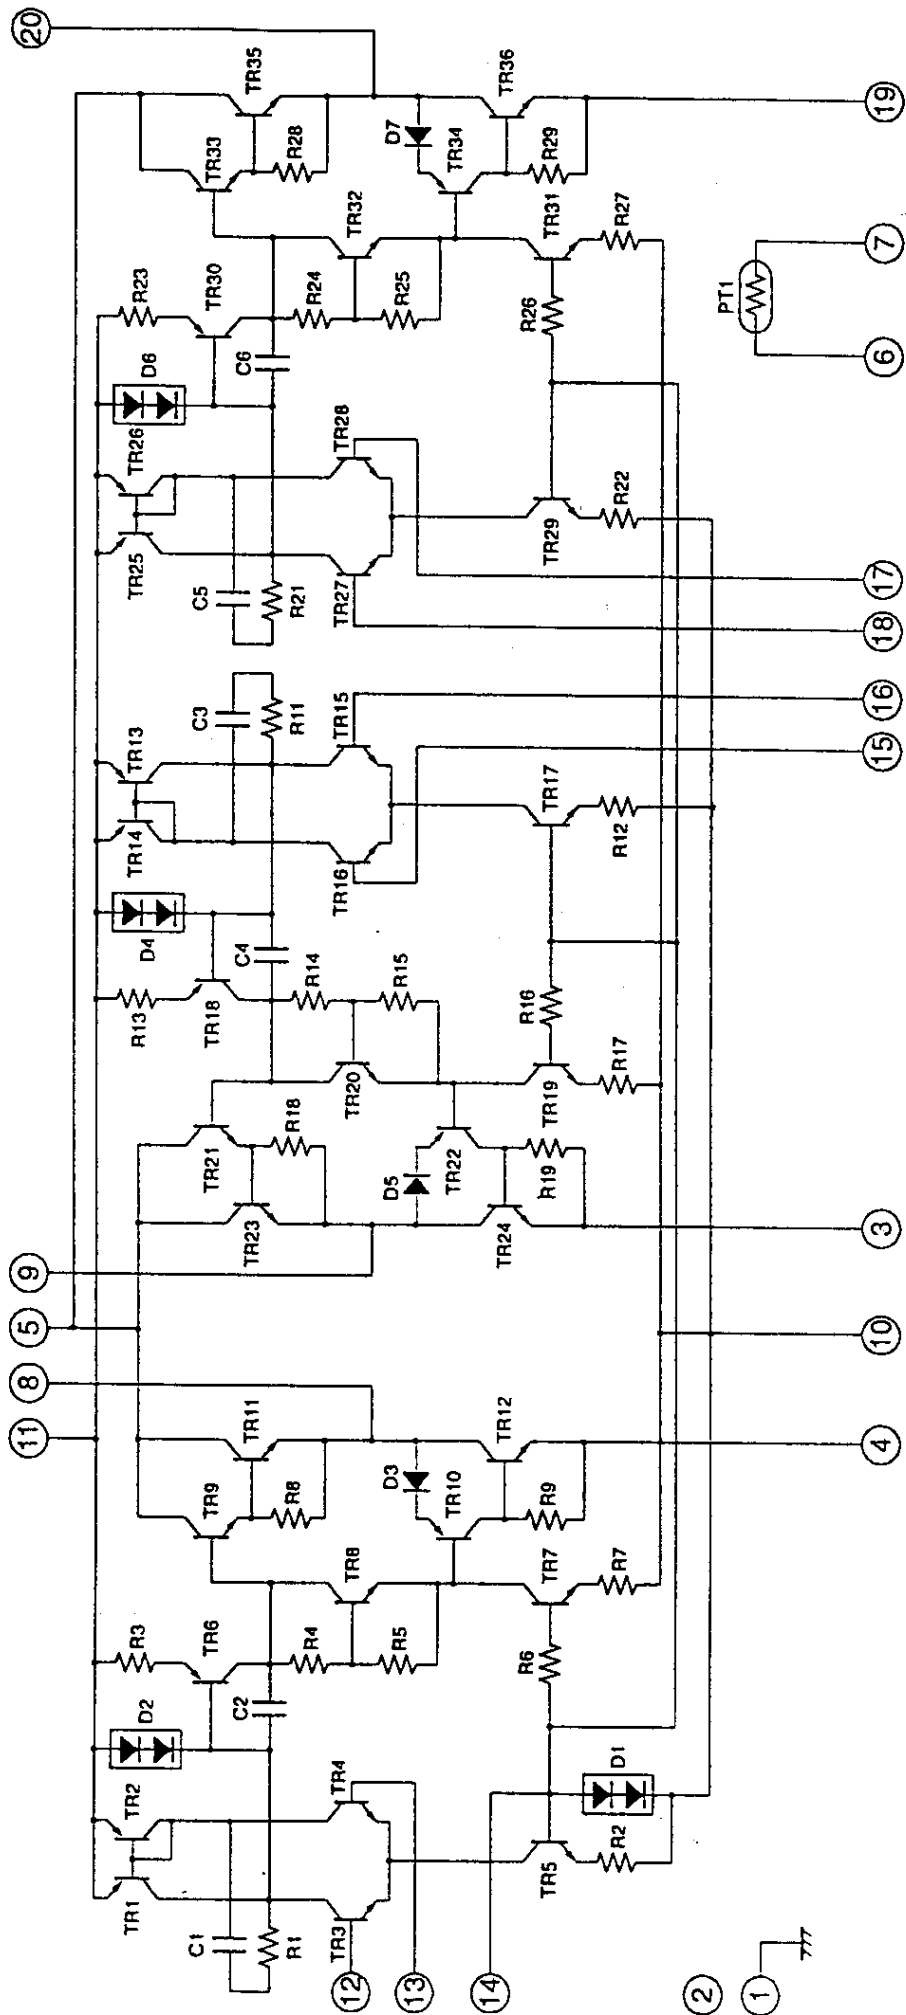 20
TR35
TR36
19
TR33
R28
D7
TR34
R29
TR32
TR31
R27
7
R23
TR30
R24
R25
R26
PT1
6
D6
C6
TR26
TR28
R22
TR25
TR29
17
C5
R21
TR27
18
16
C3
R11
TR15
15
TR13
TR17
TR14
TR16
R12
D4
C4
R14
R15
R16
R13
TR18
R17
TR20
TR19
R18
TR21
TR22
R19
D5
TR23
TR24
3
9
5
10
8
11
TR11
TR12
4
TR9
R8
D3
TR10
R9
TR8
TR7
R7
R3
TR6
R4
R5
R6
D2
C2
TR2
TR4
D1
R2
TR1
TR5
C1
R1
TR3
12
13
14
2
1